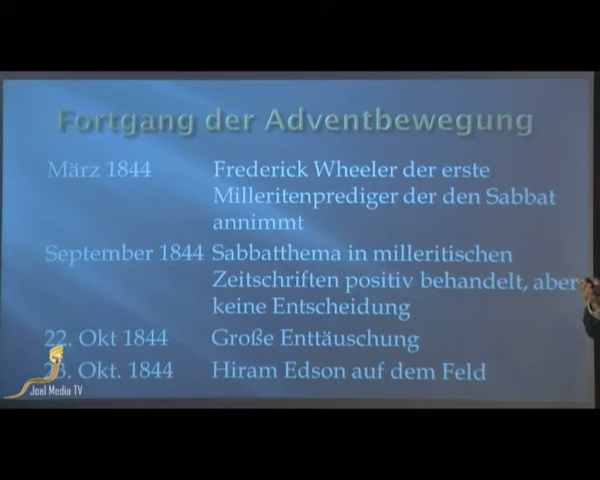 Fortgang der Adventbewegung
März 1844 Frederick Wheeler der erste
Milleritenprediger der den Sabbat
annimmt
September 1844 Sabbatthema in milleritischen
Zeitschriften positiv behandelt, aber
keine Entscheidung
22. Okt 1844 Große Enttäuschung
23. Okt. 1844 Hiram Edson auf dem Feld
Joel Media TV